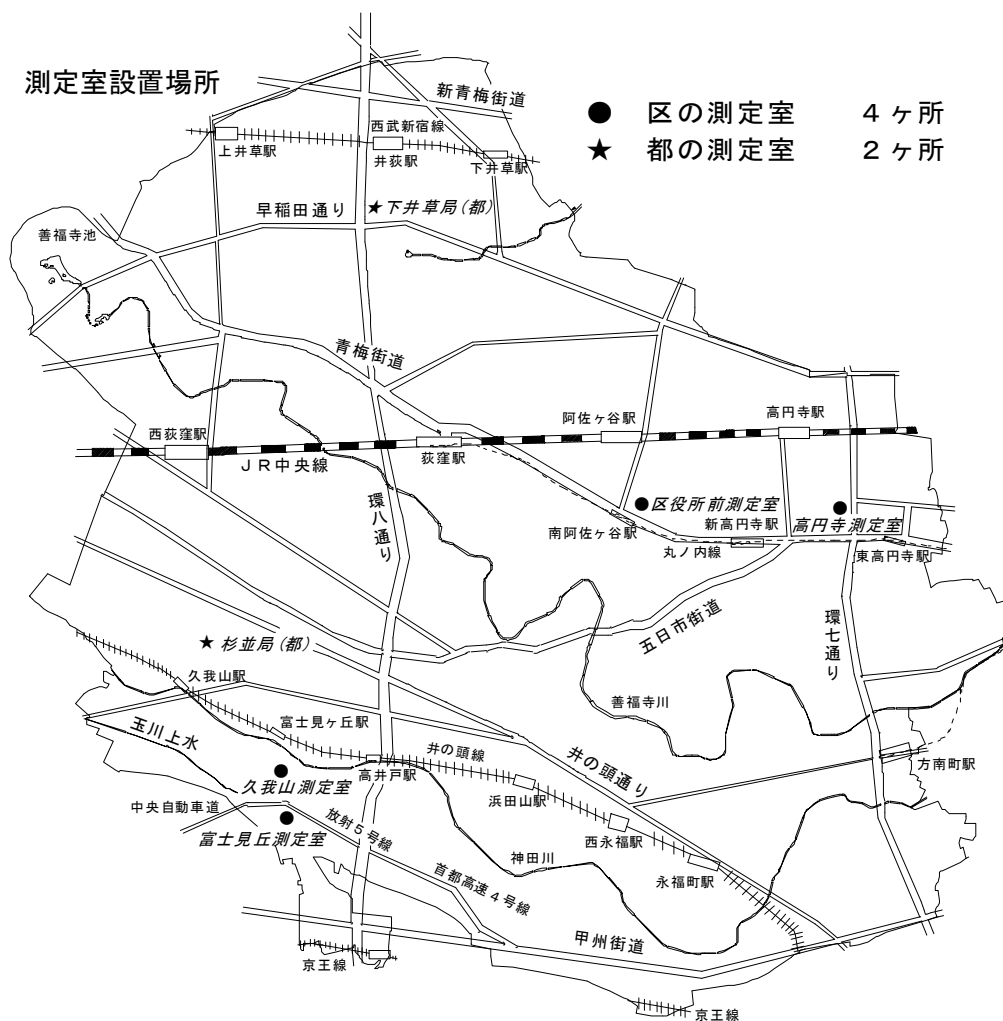 測定室設置場所
● 区の測定室 ４ヶ所
★ 都の測定室 ２ヶ所
新青梅街道
西武新宿線
上井草駅
井荻駅
下井草駅
早稲田通り
★下井草局(都)
善福寺池
青梅街道
阿佐ヶ谷駅
高円寺駅
西荻窪駅
荻窪駅
ＪＲ中央線
環八通り
●区役所前測定室
南阿佐ヶ谷駅
新高円寺駅
●
高円寺測定室
丸ノ内線
東高円寺駅
五日市街道
環七通り
★杉並局(都)
久我山駅
善福寺川
玉川上水
富士見ヶ丘駅
井の頭線
井の頭通り
高井戸駅
方南町駅
●
久我山測定室
浜田山駅
中央自動車道
放射５号線
●
富士見丘測定室
西永福駅
神田川
首都高速４号線
永福町駅
甲州街道
京王線
京王線